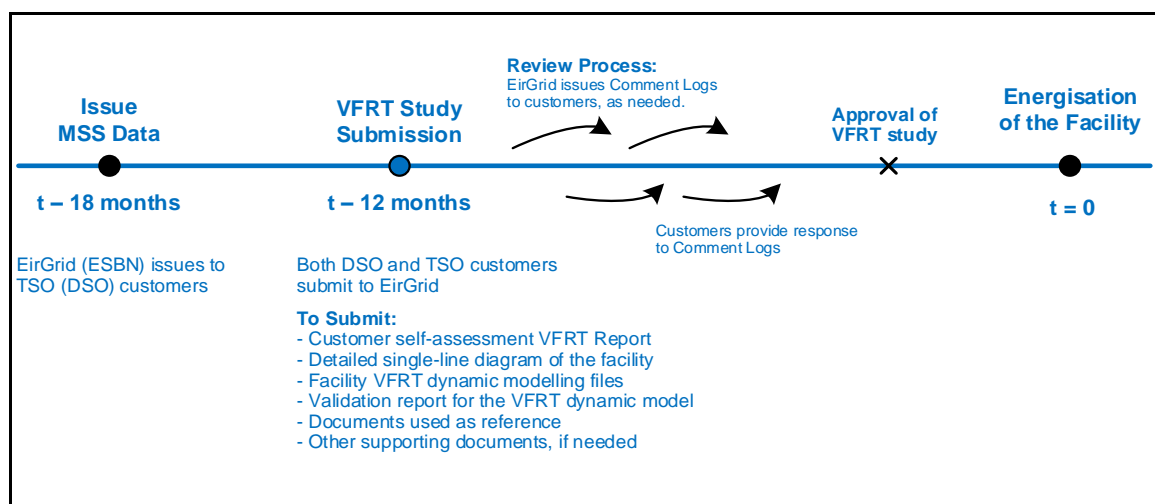 Issue
MSS Data
t – 18 months
EirGrid (ESBN) issues to
TSO (DSO) customers
VFRT Study
Submission
t – 12 months
Both DSO and TSO customers
submit to EirGrid
To Submit:
- Customer self-assessment VFRT Report
- Detailed single-line diagram of the facility
- Facility VFRT dynamic modelling files
- Validation report for the VFRT dynamic model
- Documents used as reference
- Other supporting documents, if needed
Review Process:
EirGrid issues Comment Logs
to customers, as needed.
Customers provide response
to Comment Logs
Approval of
VFRT study
Energisation
of the Facility
t = 0